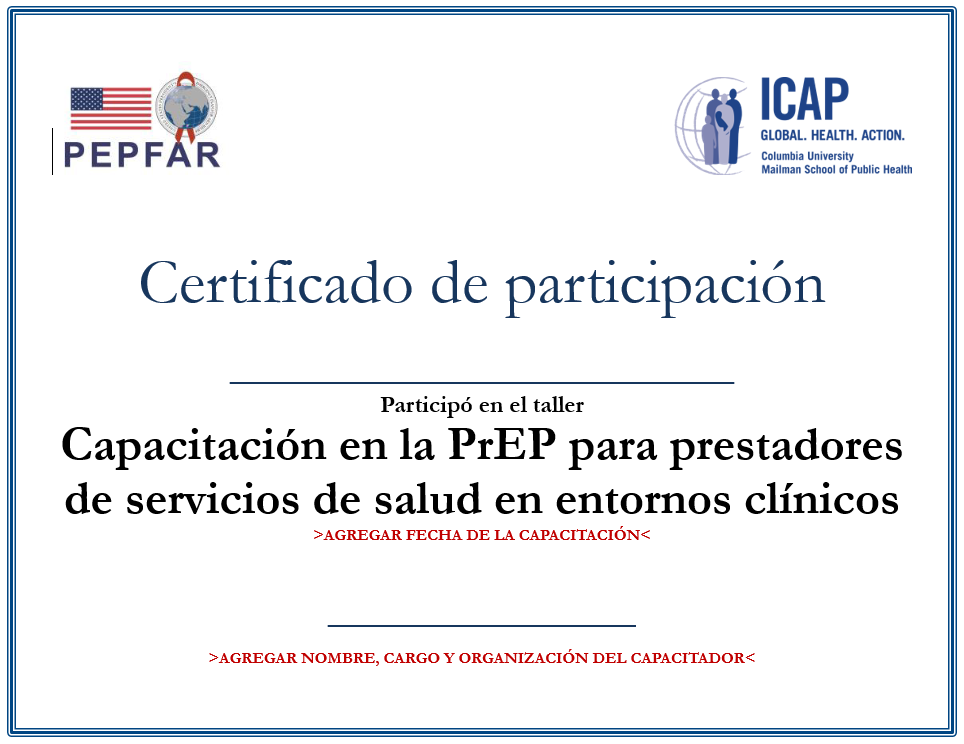 PEPFAR
ICAP
GLOBAL. HEALTH. ACTION.
Columbia University
Mailman School of Public Health
Certificado de participación
Participó en el taller
Capacitación en la PrEP para prestadores
de servicios de salud en entornos clínicos
>AGREGAR FECHA DE LA CAPACITACIÓN<
>AGREGAR NOMBRE, CARGO Y ORGANIZACIÓN DEL CAPACITADOR<